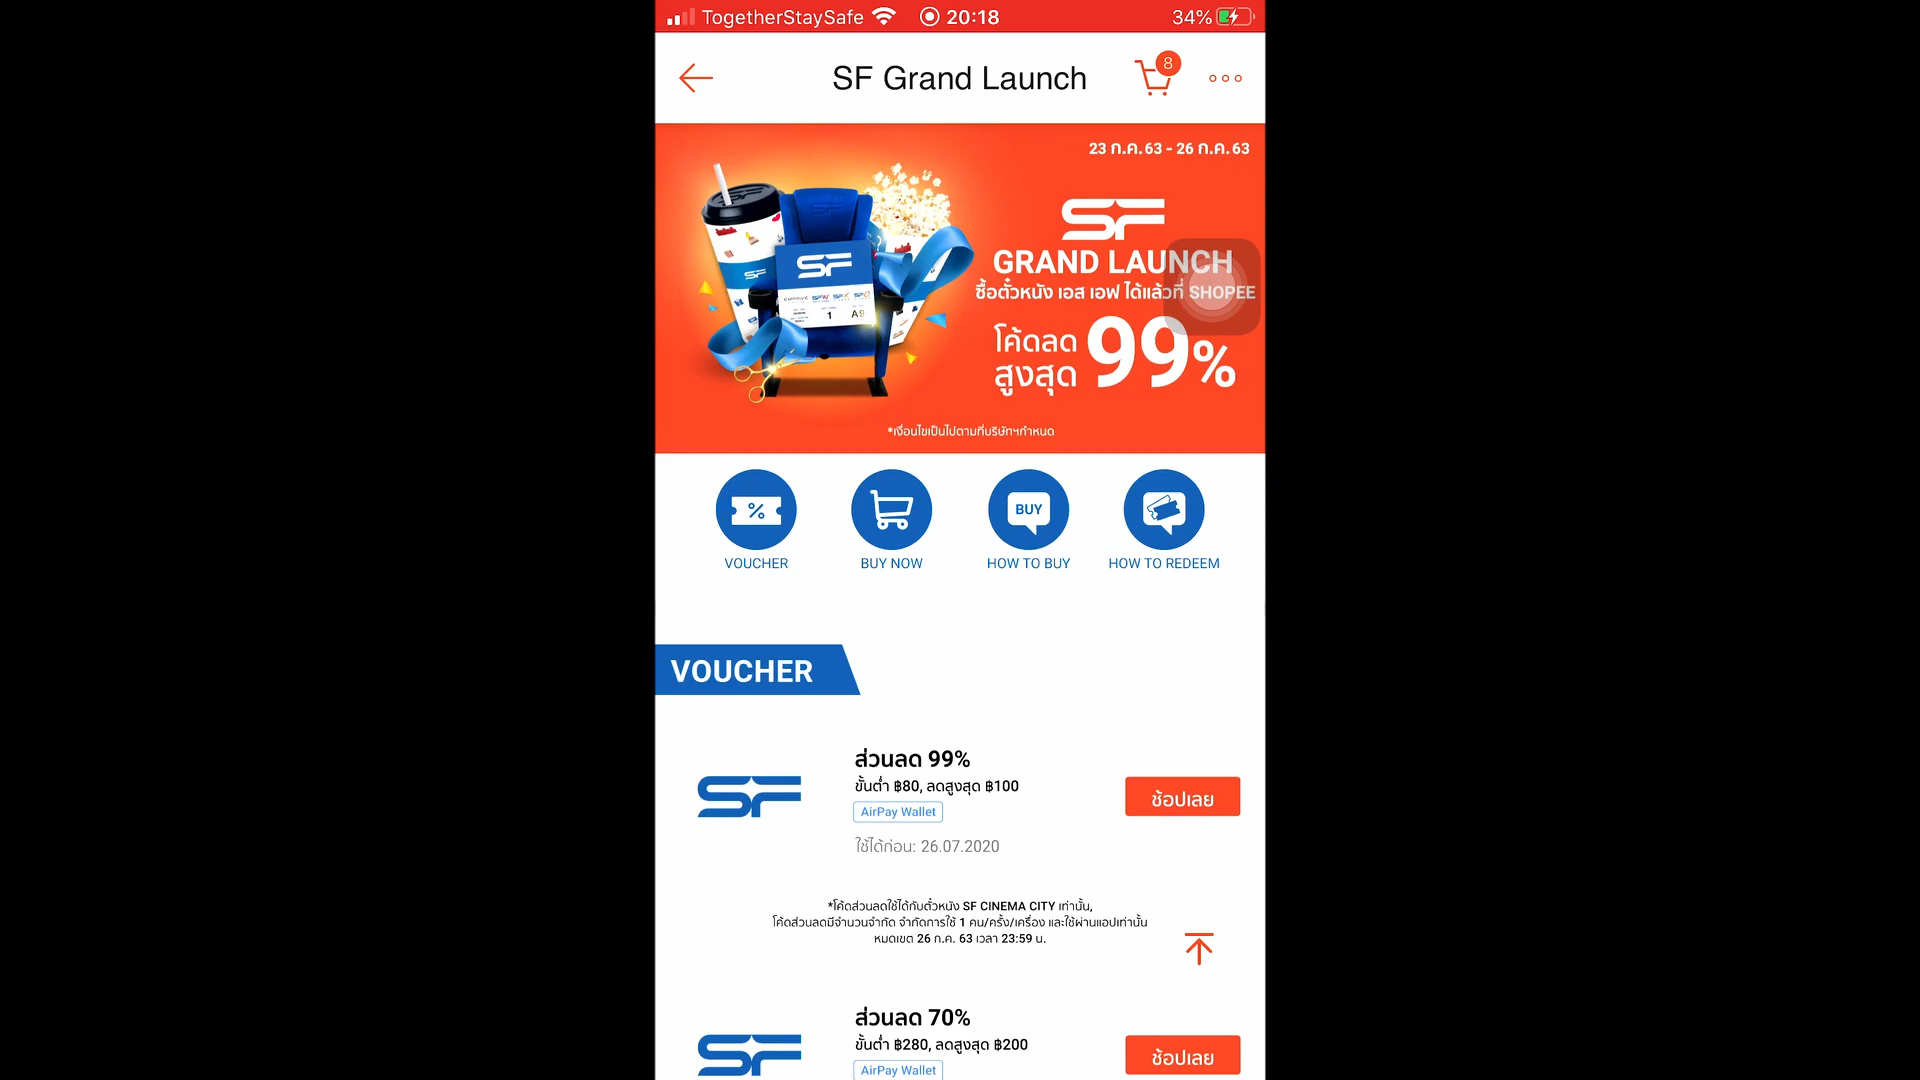 TogetherStaySafe
20:18
34%
SF Grand Launch
8
23 ก.ค. 63 - 26 ก.ค. 63
SF
GRAND LAUNCH
ซื้อตั๋วหนัง เอส เอฟ ได้แล้วที่ SHOPEE
โค้ดลด
สูงสุด 99%
SF
SF
SF
1 A9
*เงื่อนไขเป็นไปตามที่บริษัทฯกำหนด
%
BUY
VOUCHER
BUY NOW
HOW TO BUY
HOW TO REDEEM
VOUCHER
SF
ส่วนลด 99%
ขั้นต่ำ ฿80, ลดสูงสุด ฿100
AirPay Wallet
ช้อปเลย
ใช้ได้ก่อน: 26.07.2020
*โค้ดส่วนลดใช้ได้กับตั๋วหนัง SF CINEMA CITY เท่านั้น,
โค้ดส่วนลดมีจำนวนจำกัด จำกัดการใช้ 1 คน/ครั้ง/เครื่อง และใช้ผ่านแอปเท่านั้น
หมดเขต 26 ก.ค. 63 เวลา 23:59 น.
SF
ส่วนลด 70%
ขั้นต่ำ ฿280, ลดสูงสุด ฿200
AirPay Wallet
ช้อปเลย